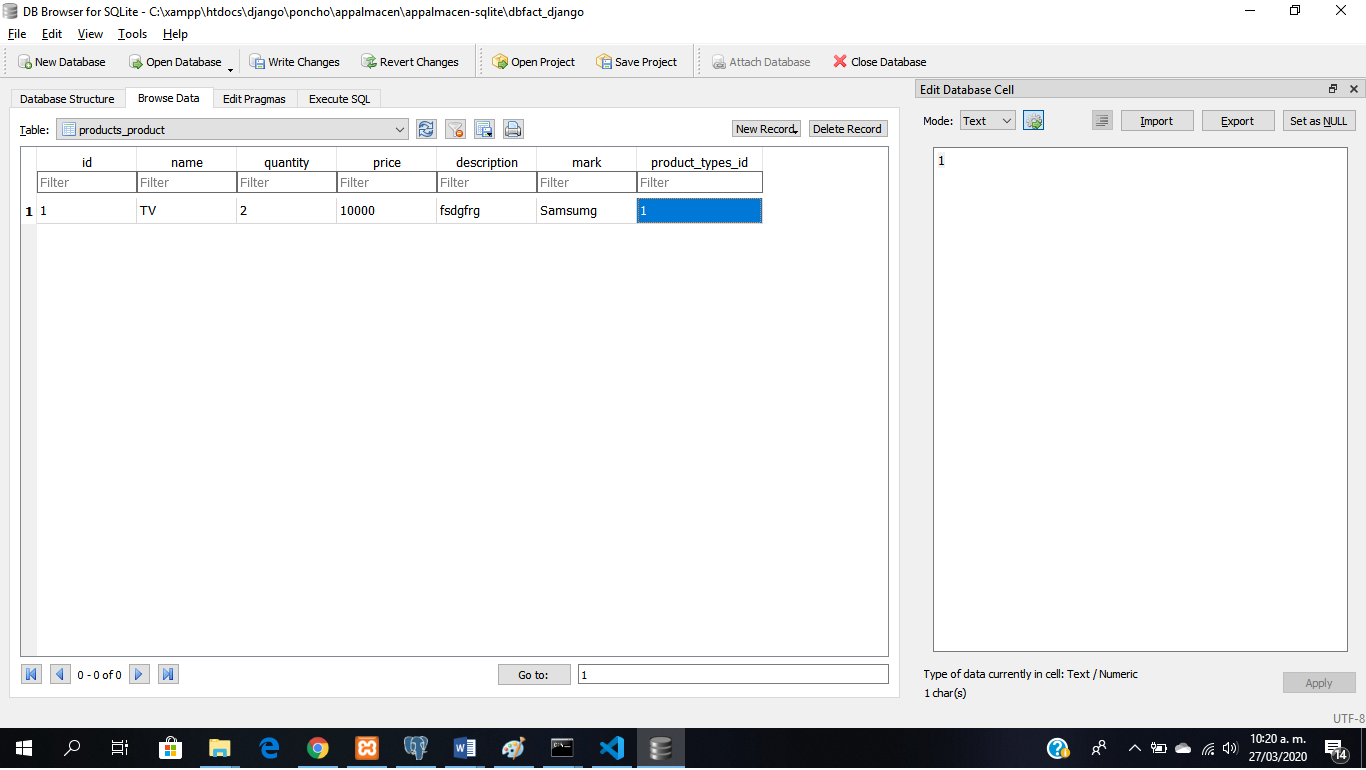 DB Browser for SQLite - C:\xampp\htdocs\django\poncho\appalmacen\appalmacen-sqlite\dbfact_django
File Edit View Tools Help
New Database Open Database Write Changes Revert Changes Open Project Save Project Attach Database Close Database
Database Structure Browse Data Edit Pragmas Execute SQL
Table: products_product New Record Delete Record
id name quantity price description mark product_types_id
Filter Filter Filter Filter Filter Filter Filter
1 1 TV 2 10000 fsdgfrg Samsumg 1
0 - 0 of 0 Go to: 1
Edit Database Cell
Mode: Text Import Export Set as NULL
1
Type of data currently in cell: Text / Numeric
1 char(s)
Apply
UTF-8
10:20 a. m.
27/03/2020
14